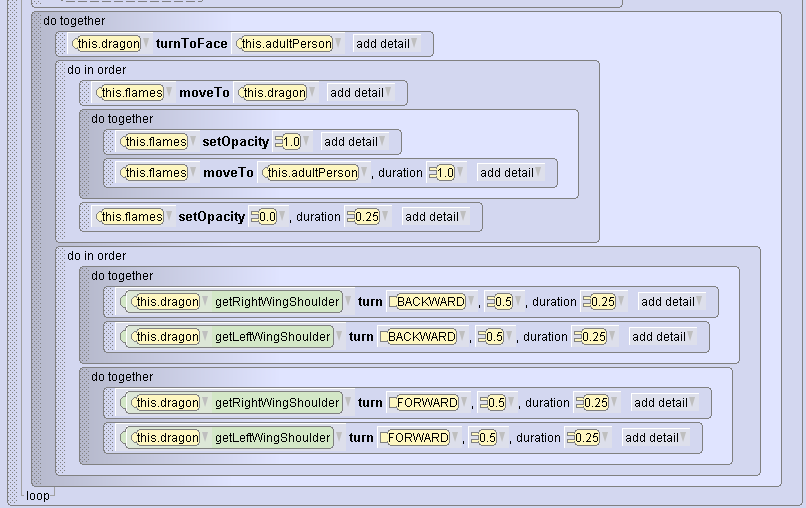 do together
this.dragon turnToFace this.adultPerson add detail
do in order
this.flames moveTo this.dragon add detail
do together
this.flames setOpacity 1.0 add detail
this.flames moveTo this.adultPerson , duration 1.0 add detail
this.flames setOpacity 0.0 , duration 0.25 add detail
do in order
do together
this.dragon getRightWingShoulder turn BACKWARD , 0.5 , duration 0.25 add detail
this.dragon getLeftWingShoulder turn BACKWARD , 0.5 , duration 0.25 add detail
do together
this.dragon getRightWingShoulder turn FORWARD , 0.5 , duration 0.25 add detail
this.dragon getLeftWingShoulder turn FORWARD , 0.5 , duration 0.25 add detail
loop